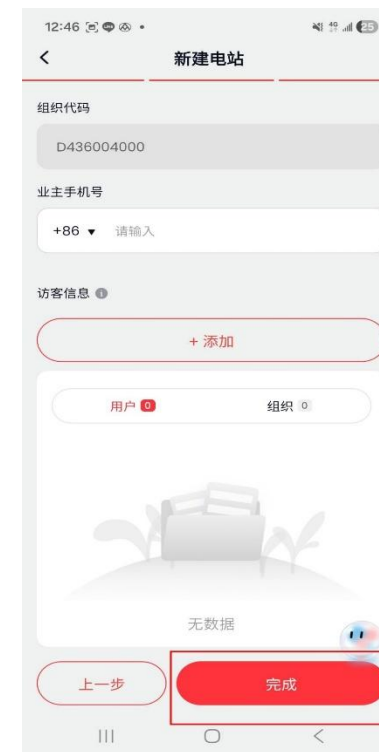 12:46
4G
25
新建电站
组织代码
D436004000
业主手机号
+86 ▼ 请输入
访客信息
+ 添加
用户 0 组织 0
无数据
上一步 完成